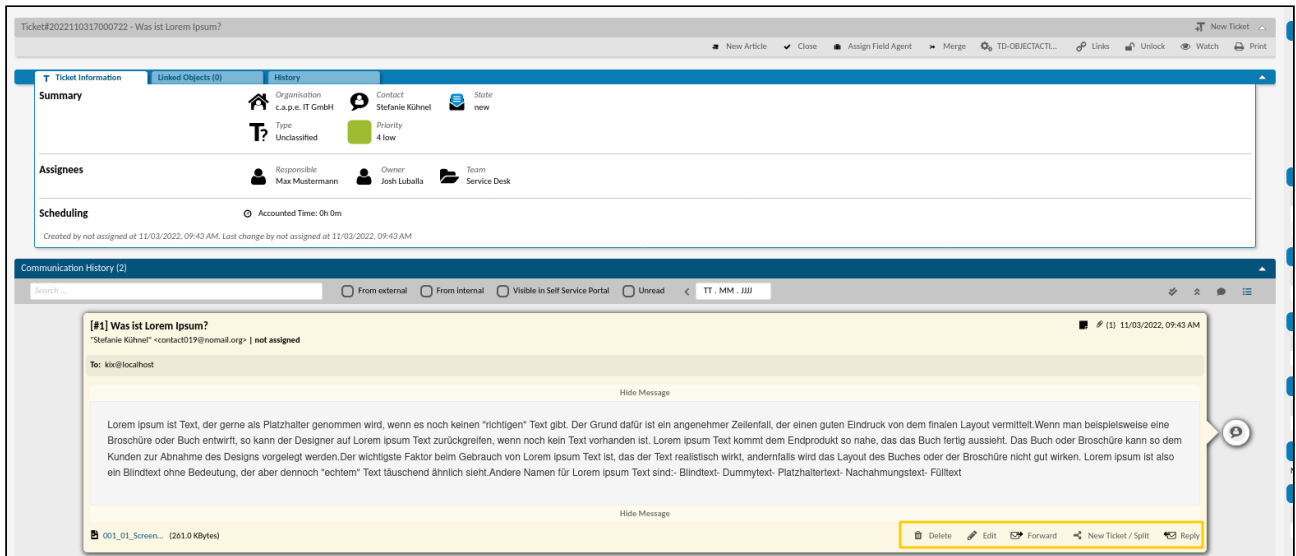 Ticket#2022110317000722 - Was ist Lorem Ipsum?
New Ticket
New Article Close Assign Field Agent Merge TD-OBJECTACTI... Links Unlock Watch Print
Ticket Information Linked Objects (0) History
Summary
Organisation Contact State
c.a.p.e. IT GmbH Stefanie Kühnel new
Type Priority
Unclassified 4 low
Assignees
Responsible Owner Team
Max Mustermann Josh Luballa Service Desk
Scheduling Accounted Time: 0h 0m
Created by not assigned at 11/03/2022, 09:43 AM. Last change by not assigned at 11/03/2022, 09:43 AM
Communication History (2)
Search ... From external From internal Visible in Self Service Portal Unread TT . MM . JJJJ
[#1] Was ist Lorem Ipsum? (1) 11/03/2022, 09:43 AM
"Stefanie Kühnel" <contact019@nomail.org> | not assigned
To: kix@localhost
Hide Message
Lorem ipsum ist Text, der gerne als Platzhalter genommen wird, wenn es noch keinen "richtigen" Text gibt. Der Grund dafür ist ein angenehmer Zeilenfall, der einen guten Eindruck von dem finalen Layout vermittelt.Wenn man beispielsweise eine
Broschüre oder Buch entwirft, so kann der Designer auf Lorem ipsum Text zurückgreifen, wenn noch kein Text vorhanden ist. Lorem ipsum Text kommt dem Endprodukt so nahe, das das Buch fertig aussieht. Das Buch oder Broschüre kann so dem
Kunden zur Abnahme des Designs vorgelegt werden.Der wichtigste Faktor beim Gebrauch von Lorem ipsum Text ist, das der Text realistisch wirkt, andernfalls wird das Layout des Buches oder der Broschüre nicht gut wirken. Lorem ipsum ist also
ein Blindtext ohne Bedeutung, der aber dennoch "echtem" Text täuschend ähnlich sieht.Andere Namen für Lorem ipsum Text sind:- Blindtext- Dummytext- Platzhaltertext- Nachahmungstext- Fülltext
Hide Message
001_01_Screen... (261.0 KBytes) Delete Edit Forward New Ticket / Split Reply